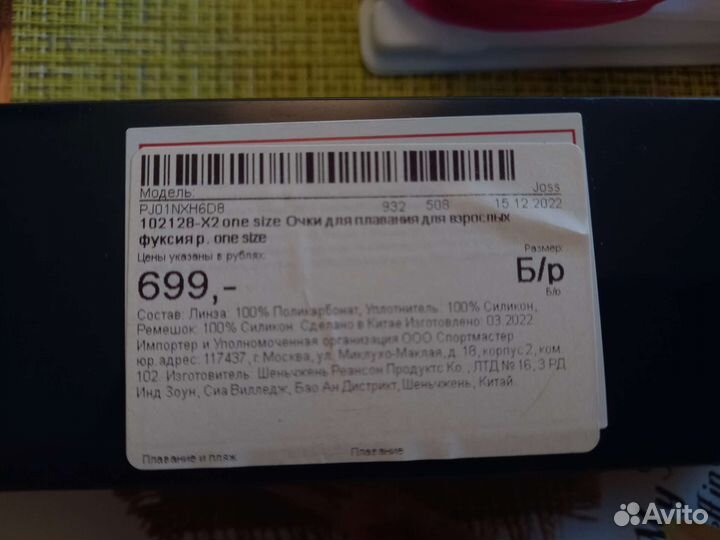 Модель: Joss
PJ01NXH6D8 932 508 15.12.2022
102128-X2 one size Очки для плавания для взрослых
фуксия р. one size
Цены указаны в рублях: Размер:
699,- Б/р
Б/р
Состав: Линза: 100% Поликарбонат, Уплотнитель: 100% Силикон,
Ремешок: 100% Силикон. Сделано в Китае Изготовлено: 03.2022
Импортер и Уполномоченная организация ООО Спортмастер
юр.адрес: 117437, г. Москва, ул. Миклухо-Маклая, д. 18, корпус 2, ком.
102. Изготовитель: Шеньчжень Реансон Продуктс Ко., ЛТД № 16, 3 РД
Инд Зоун, Сиа Вилледж, Бао Ан Дистрикт, Шеньчжень, Китай.
Плавание и пляж Плавание
Avito